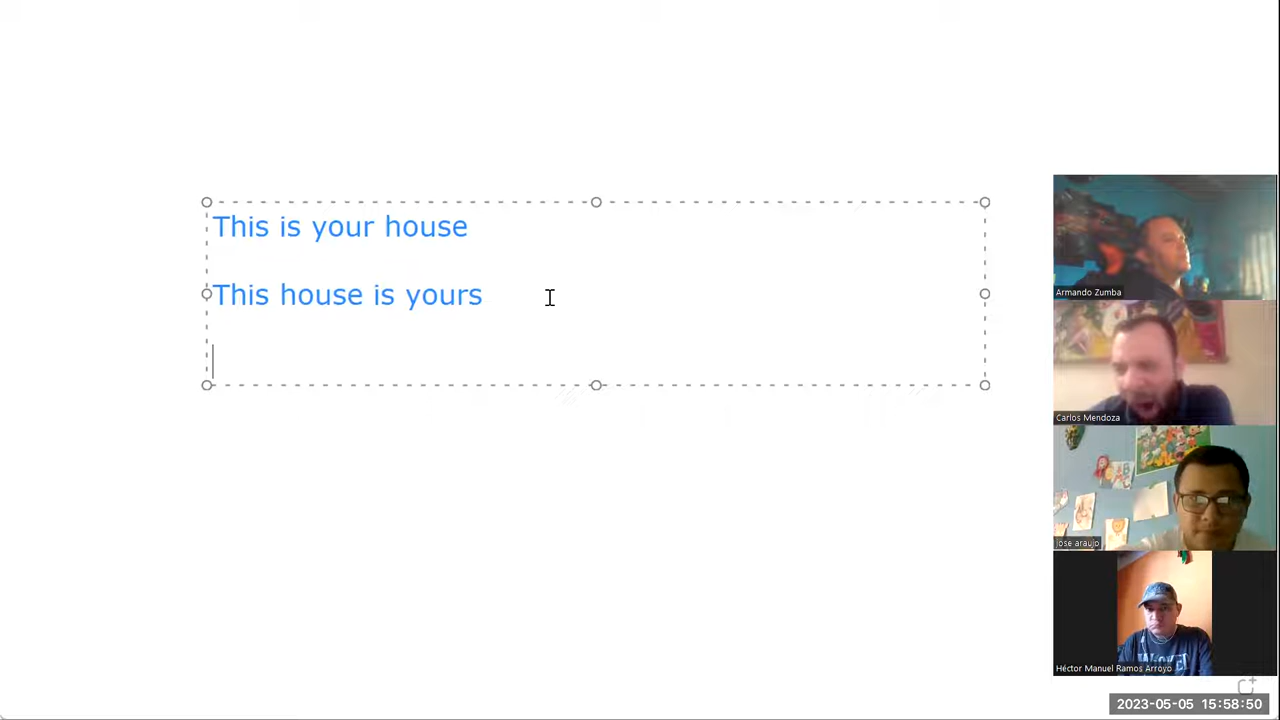 This is your house
This house is yours
Armando Zumba
Carlos Mendoza
jose araujo
Héctor Manuel Ramos Arroyo
2023-05-05 15:58:50